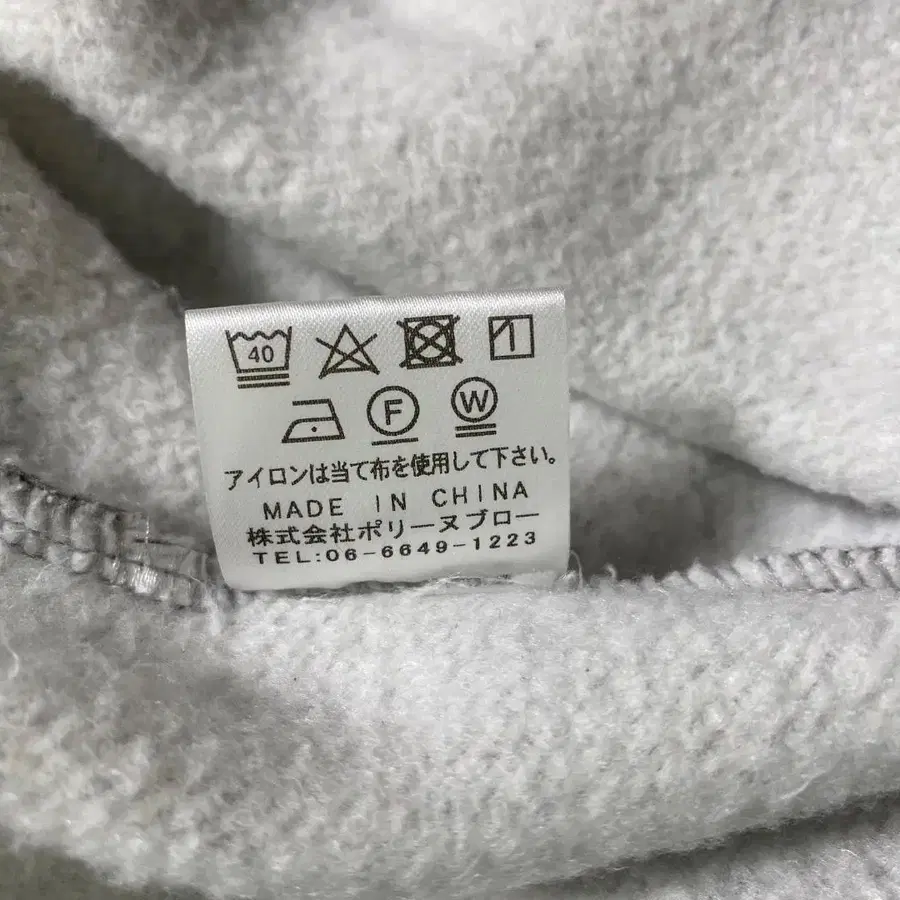 40
F W
アイロンは当て布を使用して下さい。
MADE IN CHINA
株式会社ポリーヌブロー
TEL:06-6649-1223